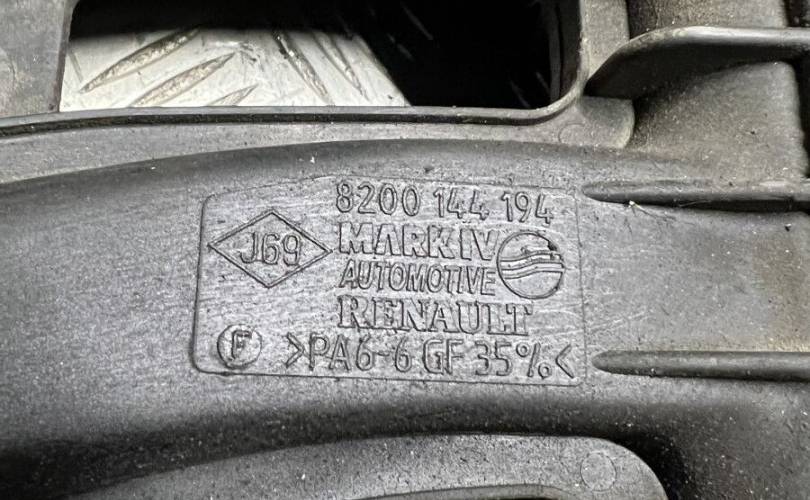 8200 144 194
J69 MARK IV
AUTOMOTIVE
RENAULT
F >PA6-6 GF 35%<